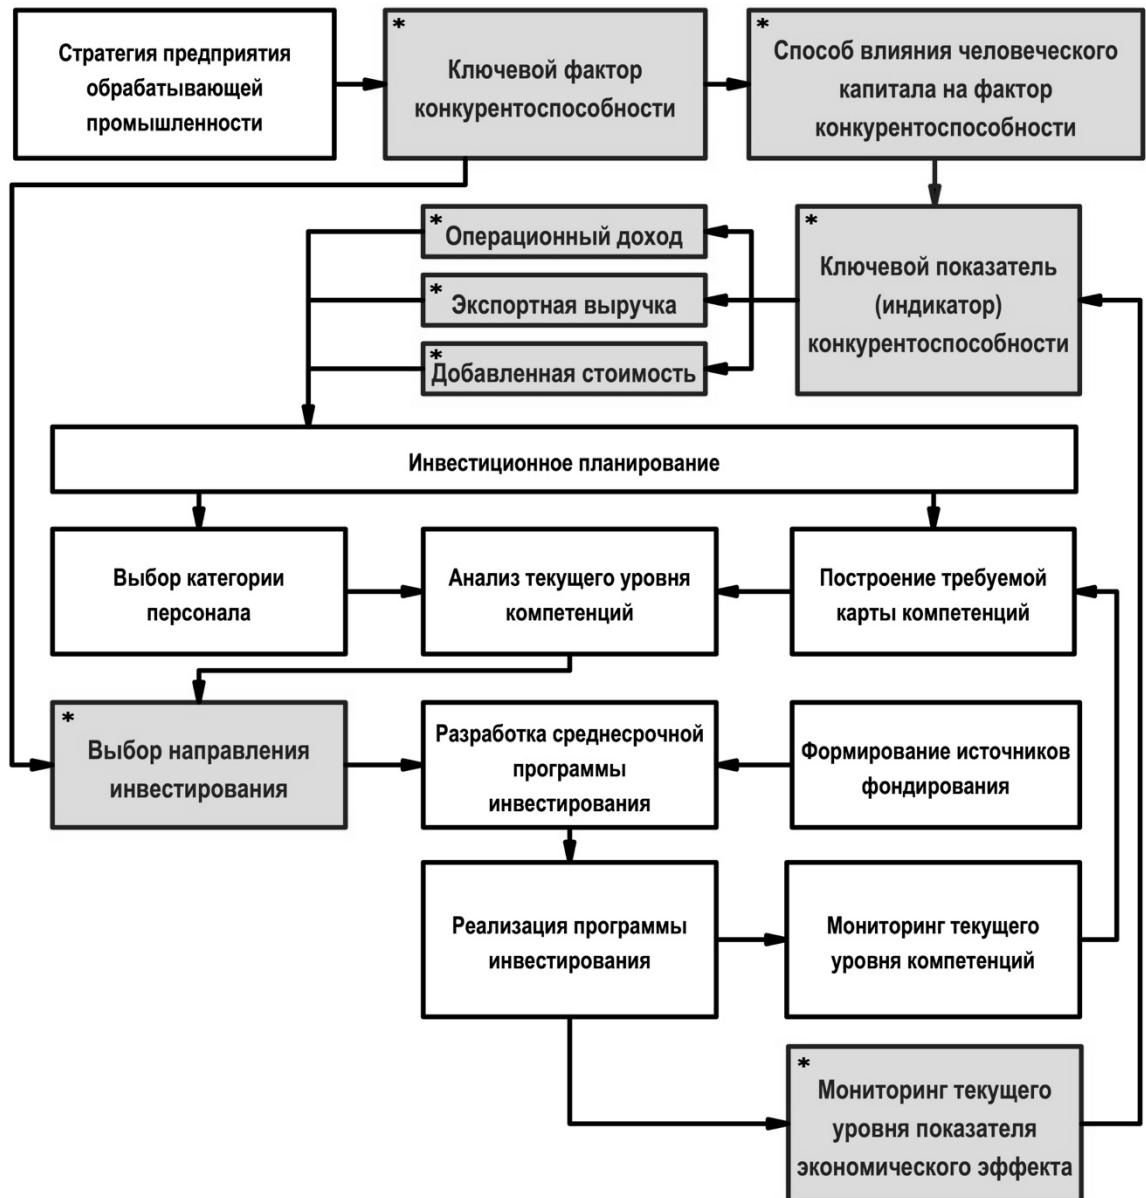 Стратегия предприятия
обрабатывающей
промышленности
*
Ключевой фактор
конкурентоспособности
*
Способ влияния человеческого
капитала на фактор
конкурентоспособности
*
Операционный доход
*
Экспортная выручка
*
Добавленная стоимость
*
Ключевой показатель
(индикатор)
конкурентоспособности
Инвестиционное планирование
Выбор категории
персонала
Анализ текущего уровня
компетенций
Построение требуемой
карты компетенций
*
Выбор направления
инвестирования
Разработка среднесрочной
программы
инвестирования
Формирование источников
фондирования
Реализация программы
инвестирования
Мониторинг текущего
уровня компетенций
*
Мониторинг текущего
уровня показателя
экономического эффекта